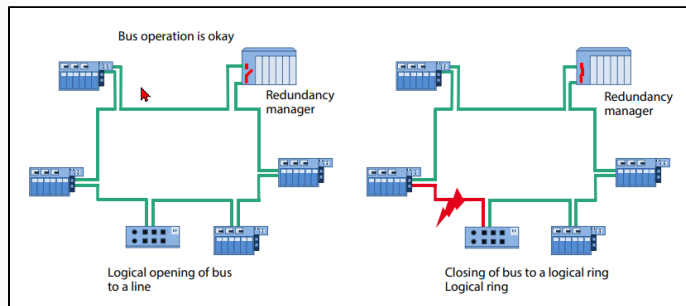 Bus operation is okay
Redundancy
manager
Redundancy
manager
Logical opening of bus
to a line
Closing of bus to a logical ring
Logical ring